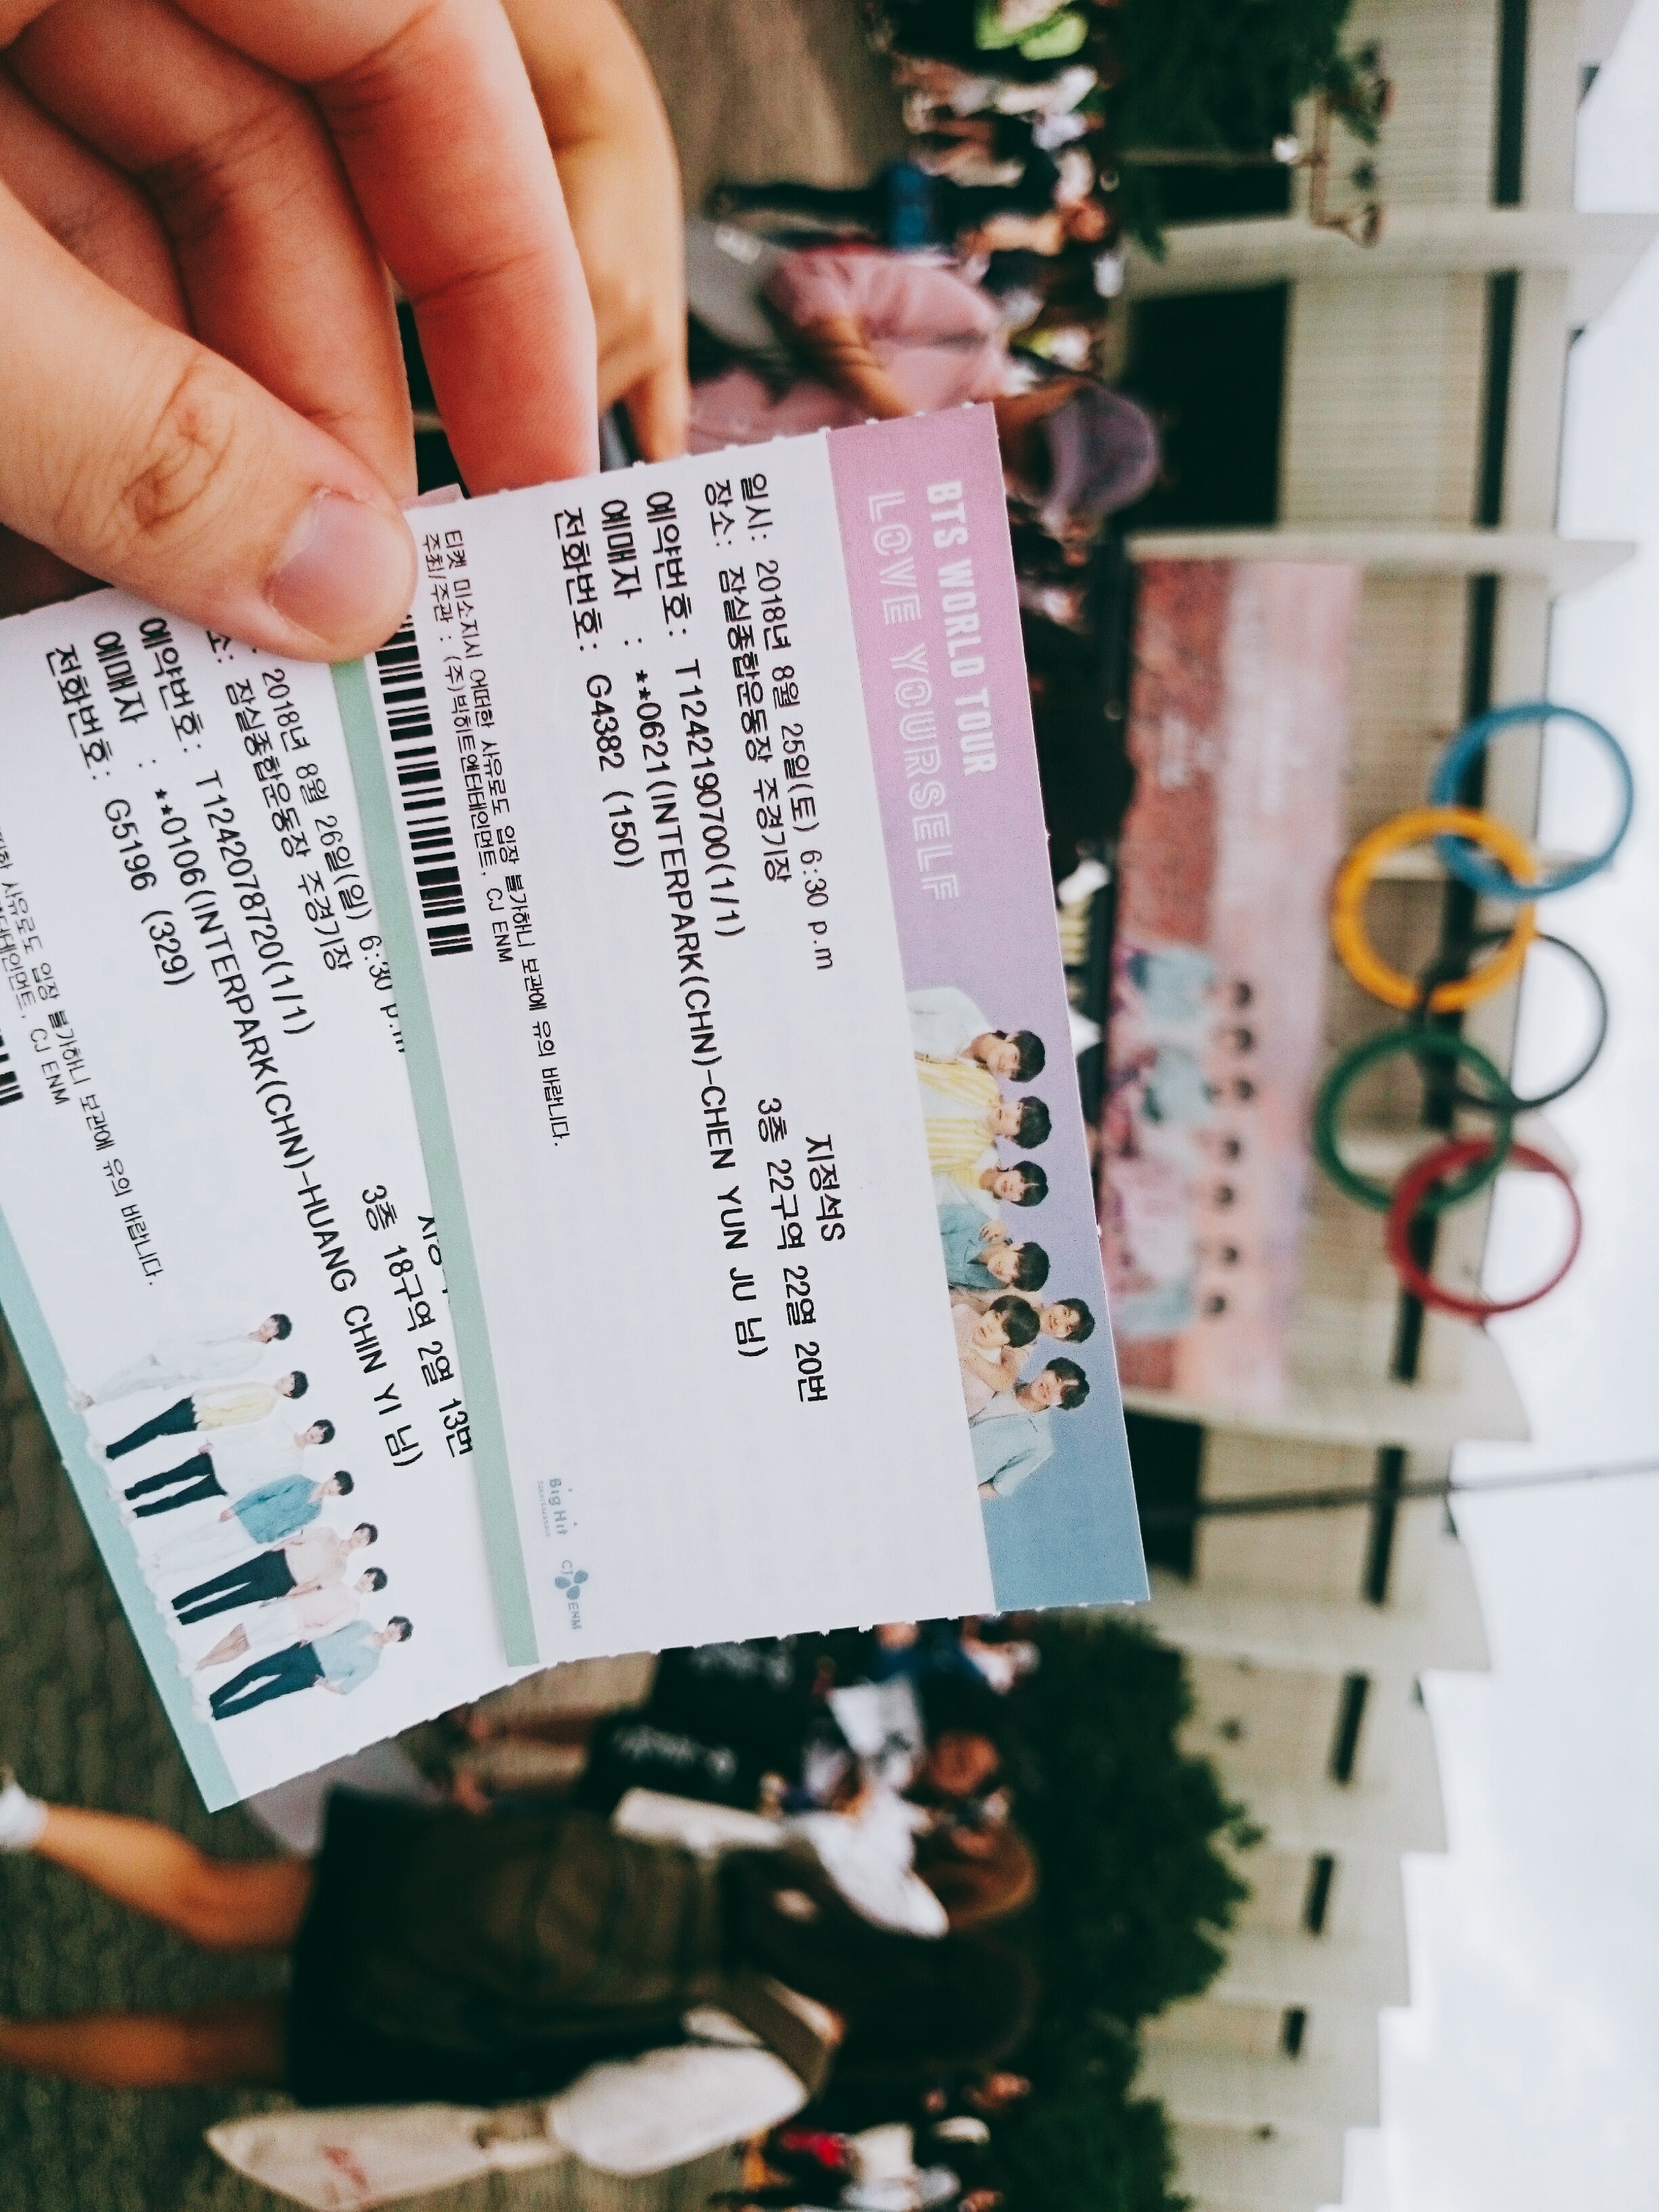 BTS WORLD TOUR
LOVE YOURSELF
일시: 2018년 8월 25일(토) 6:30 p.m
장소: 잠실종합운동장 주경기장
지정석S
3층 22구역 22열 20번
예약번호: T1242190700(1/1)
예매자 : **0621(INTERPARK(CHN)-CHEN YUN JU 님)
전화번호: G4382 (150)
티켓 미소지시 어떠한 사유로도 입장 불가하니 보관에 유의 바랍니다.
주최/주관 : (주)빅히트엔터테인먼트, CJ ENM
Big Hit
CJ ENM
2018년 8월 26일(일) 6:30 p.m
소: 잠실종합운동장 주경기장
3층 18구역 2열 13번
예약번호: T1242078720(1/1)
예매자 : **0106(INTERPARK(CHN)-HUANG CHIN YI 님)
전화번호: G5196 (329)
사유로도 입장 불가하니 보관에 유의 바랍니다.
CJ ENM